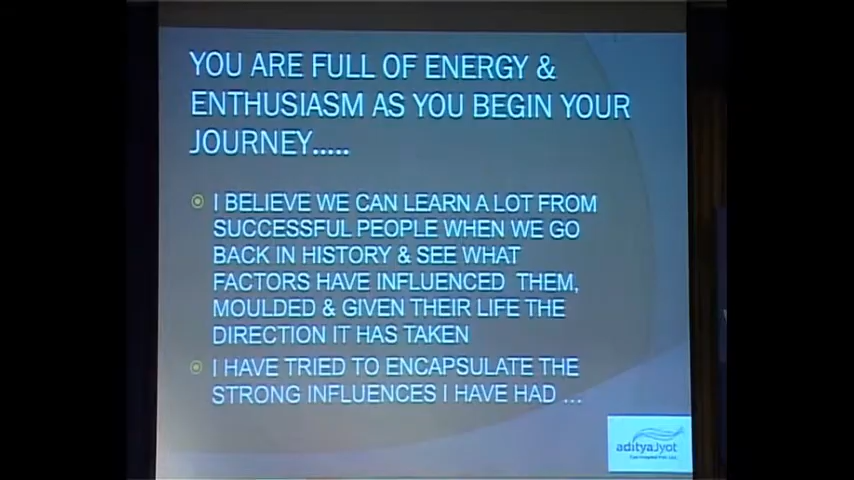 YOU ARE FULL OF ENERGY &
ENTHUSIASM AS YOU BEGIN YOUR
JOURNEY.....
I BELIEVE WE CAN LEARN A LOT FROM
SUCCESSFUL PEOPLE WHEN WE GO
BACK IN HISTORY & SEE WHAT
FACTORS HAVE INFLUENCED THEM,
MOULDED & GIVEN THEIR LIFE THE
DIRECTION IT HAS TAKEN
I HAVE TRIED TO ENCAPSULATE THE
STRONG INFLUENCES I HAVE HAD ...
adityaJyot